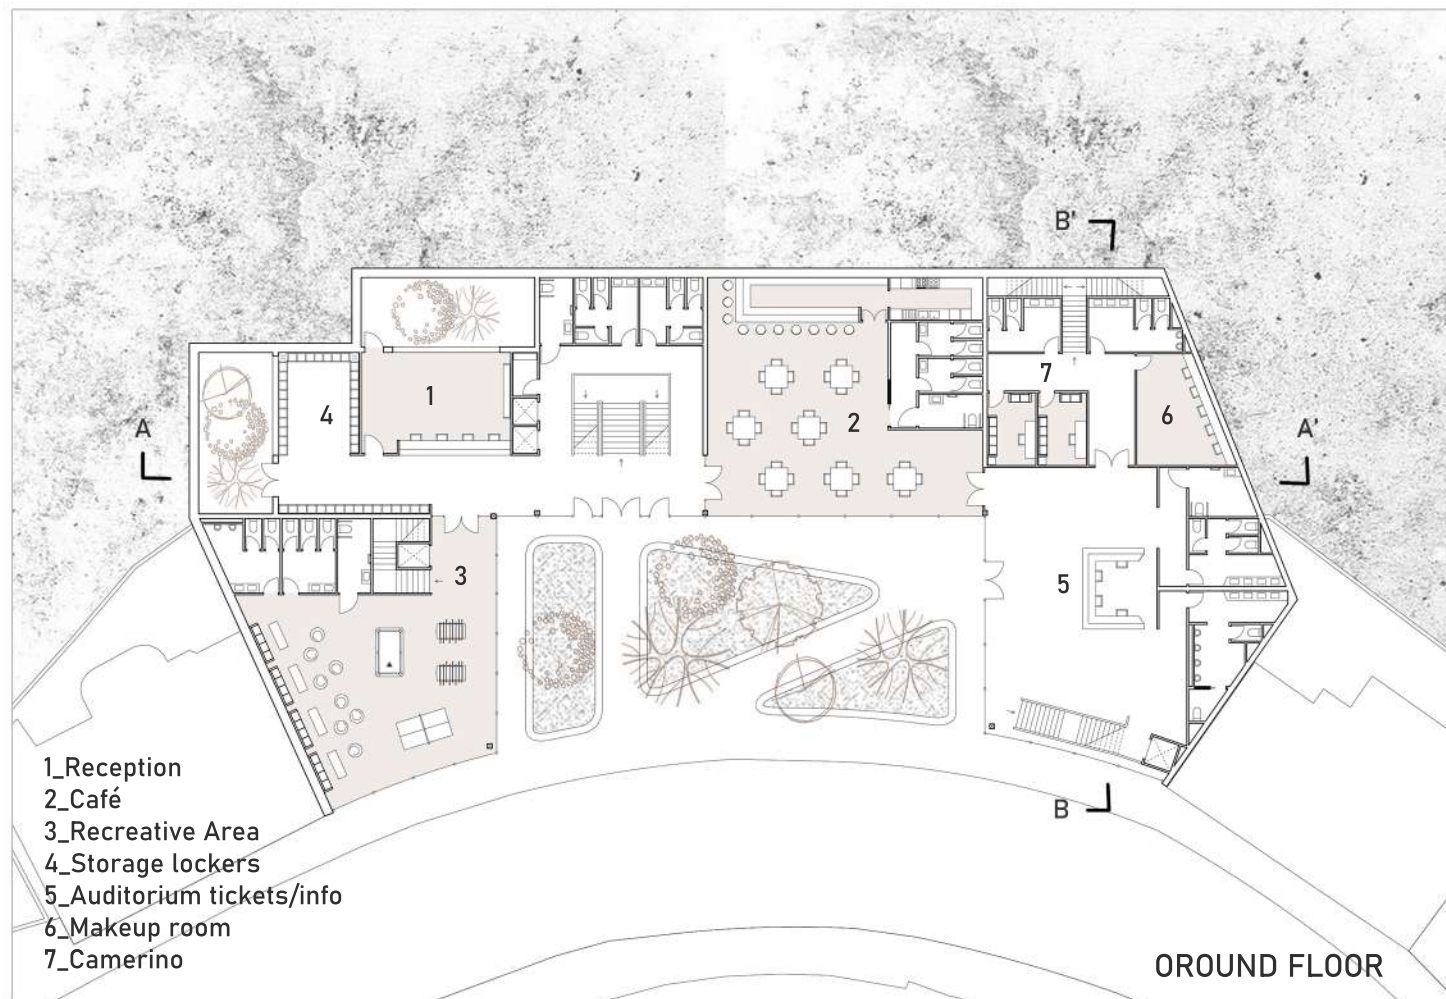 B'
A
A'
1
4
2
7
6
3
5
B
1_Reception
2_Café
3_Recreative Area
4_Storage lockers
5_Auditorium tickets/info
6_Makeup room
7_Camerino
OROUND FLOOR